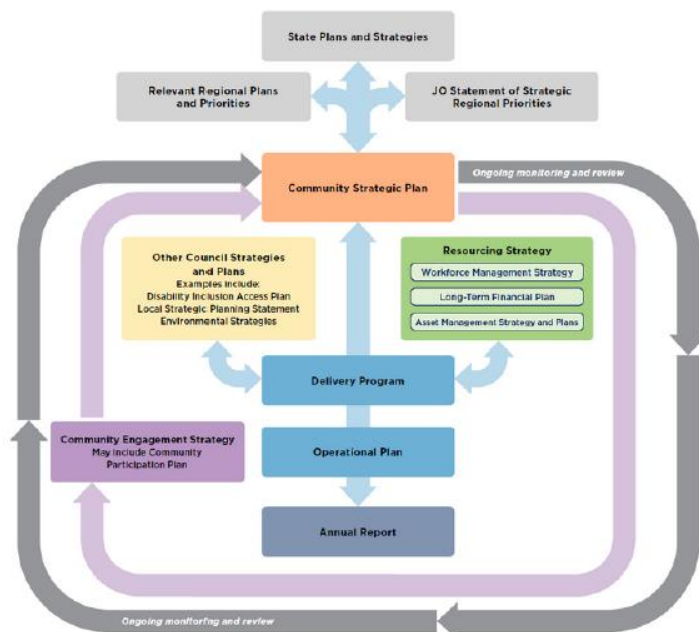 State Plans and Strategies
Relevant Regional Plans
and Priorities
JO Statement of Strategic
Regional Priorities
Community Strategic Plan
Ongoing monitoring and review
Other Council Strategies
and Plans
Examples include:
Disability Inclusion Access Plan
Local Strategic Planning Statement
Environmental Strategies
Resourcing Strategy
Workforce Management Strategy
Long-Term Financial Plan
Asset Management Strategy and Plans
Delivery Program
Community Engagement Strategy
May Include Community
Participation Plan
Operational Plan
Annual Report
Ongoing monitoring and review